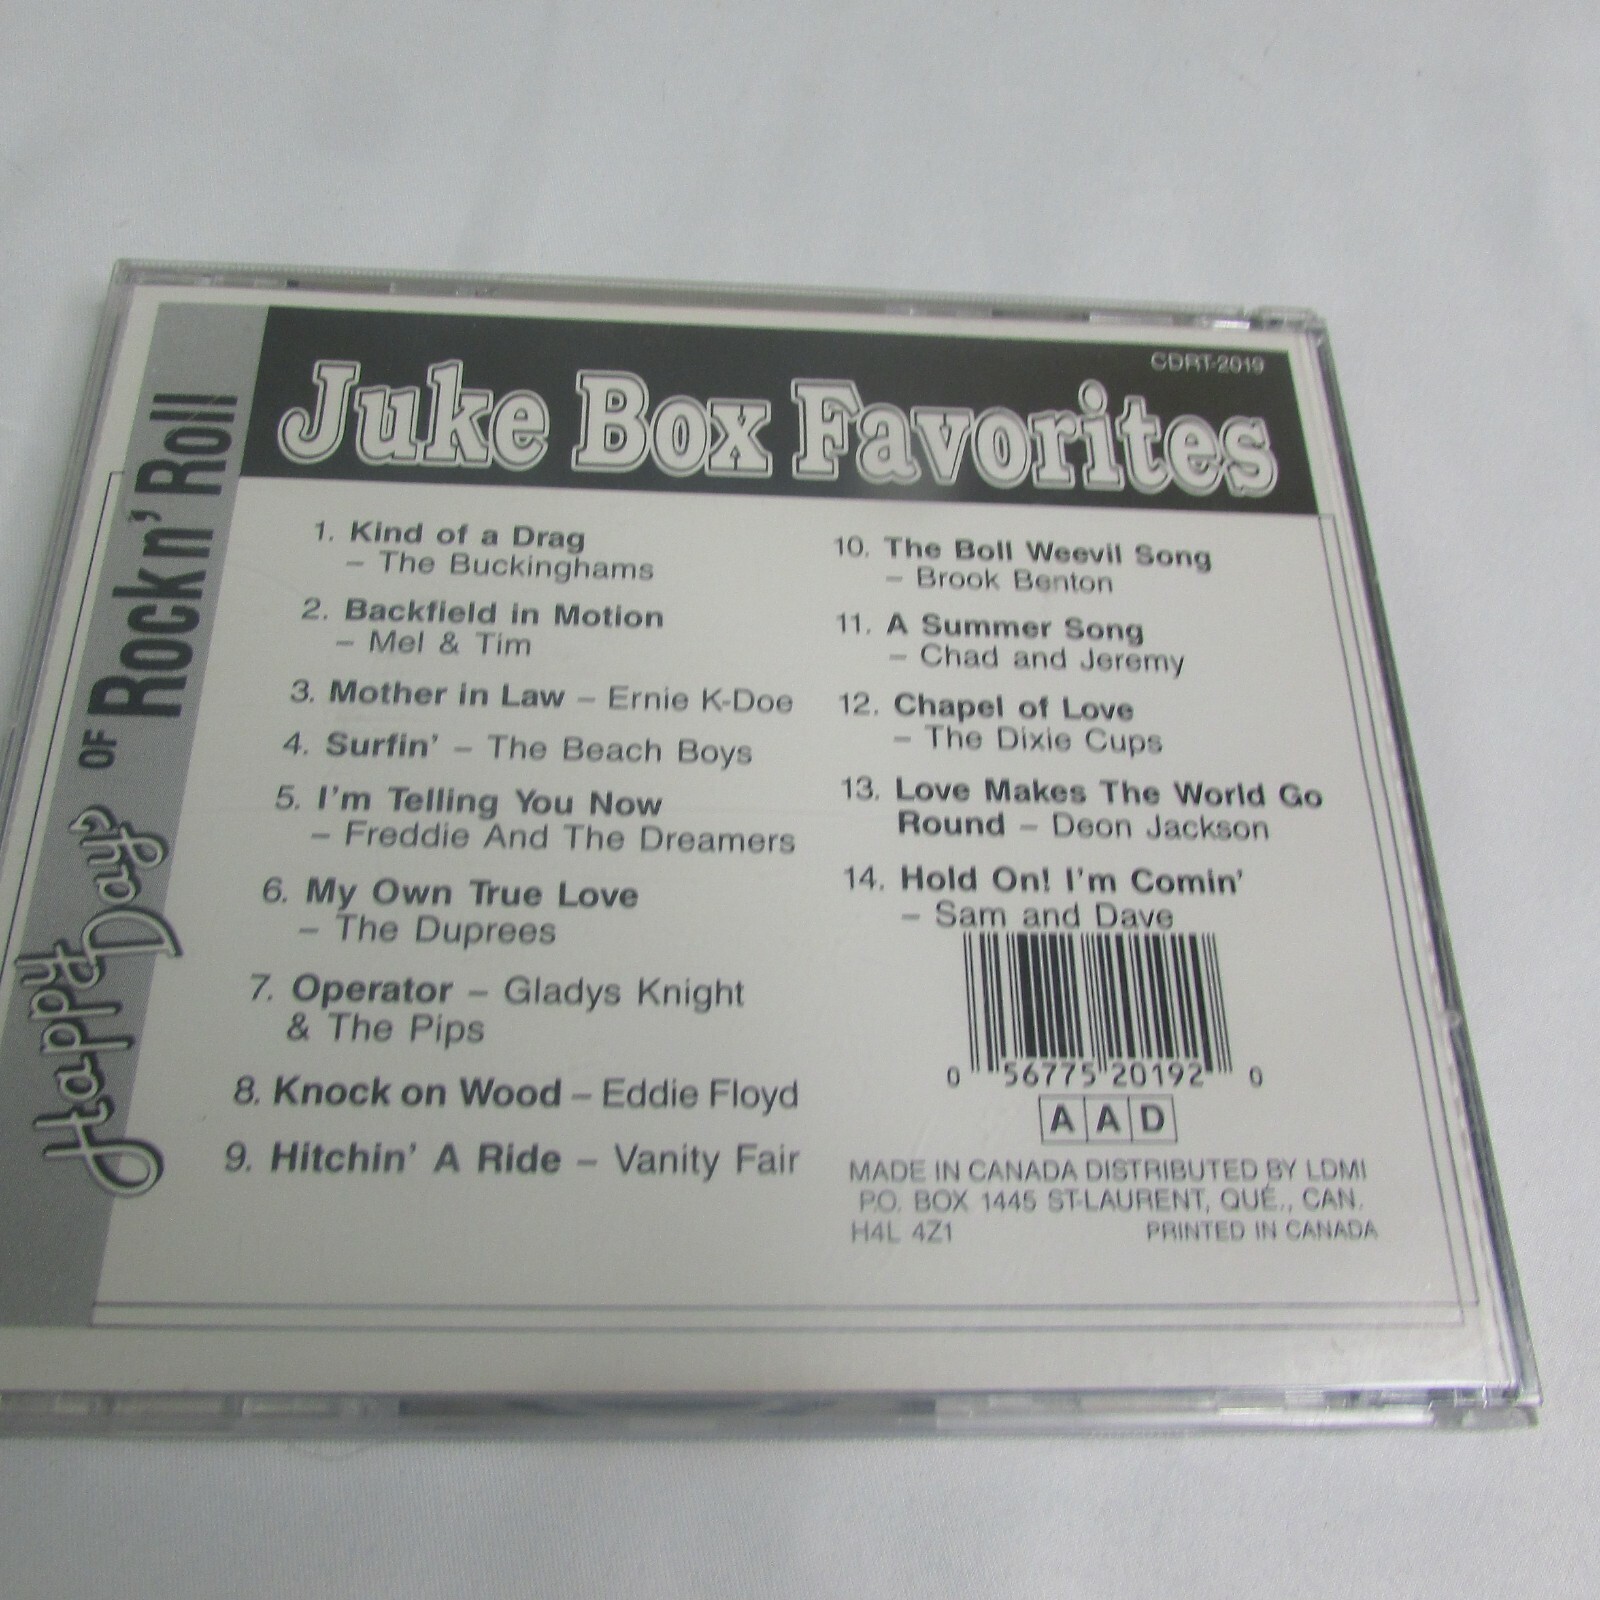 Happy Days OF Rock n' Roll
CDRT-2019
Juke Box Favorites
1. Kind of a Drag
– The Buckinghams
2. Backfield in Motion
– Mel & Tim
3. Mother in Law – Ernie K-Doe
4. Surfin' – The Beach Boys
5. I'm Telling You Now
– Freddie And The Dreamers
6. My Own True Love
– The Duprees
7. Operator – Gladys Knight
& The Pips
8. Knock on Wood – Eddie Floyd
9. Hitchin' A Ride – Vanity Fair
10. The Boll Weevil Song
– Brook Benton
11. A Summer Song
– Chad and Jeremy
12. Chapel of Love
– The Dixie Cups
13. Love Makes The World Go
Round – Deon Jackson
14. Hold On! I'm Comin'
– Sam and Dave
0 56775 20192 0
AAD
MADE IN CANADA DISTRIBUTED BY LDMI
P.O. BOX 1445 ST-LAURENT, QUÉ., CAN.
H4L 4Z1 PRINTED IN CANADA